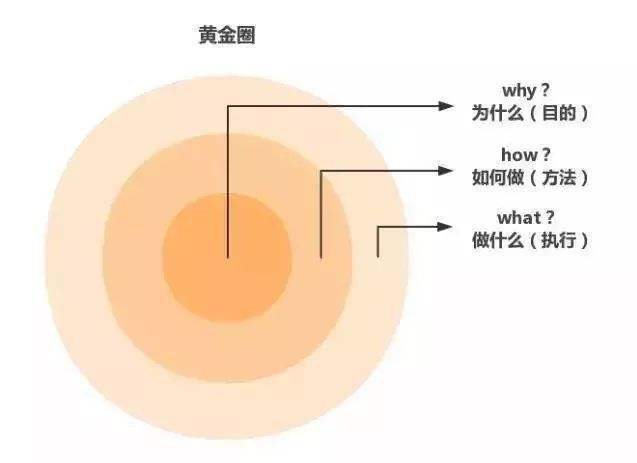 黄金圈
why？
为什么（目的）
how？
如何做（方法）
what？
做什么（执行）